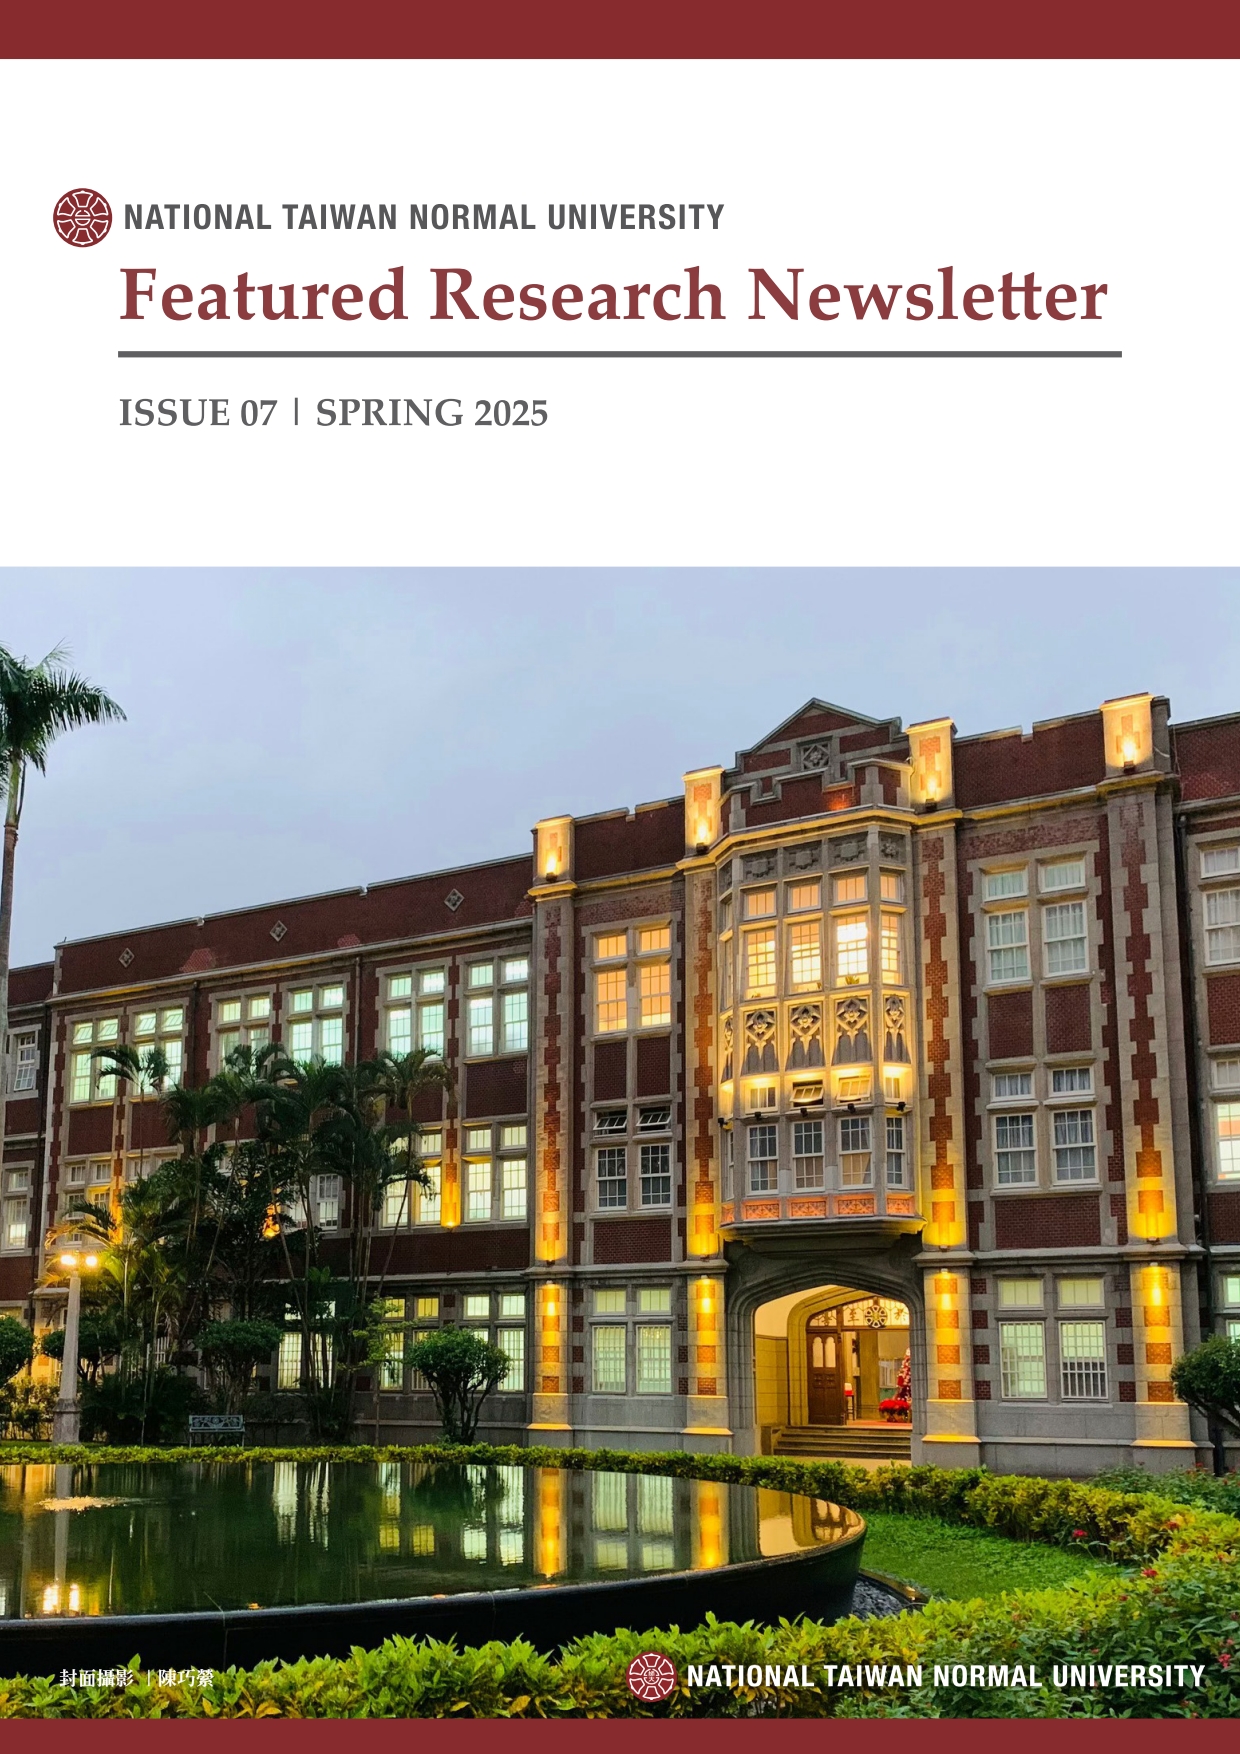 NATIONAL TAIWAN NORMAL UNIVERSITY
Featured Research Newsletter
ISSUE 07 | SPRING 2025
封面攝影 | 陳巧縈
NATIONAL TAIWAN NORMAL UNIVERSITY